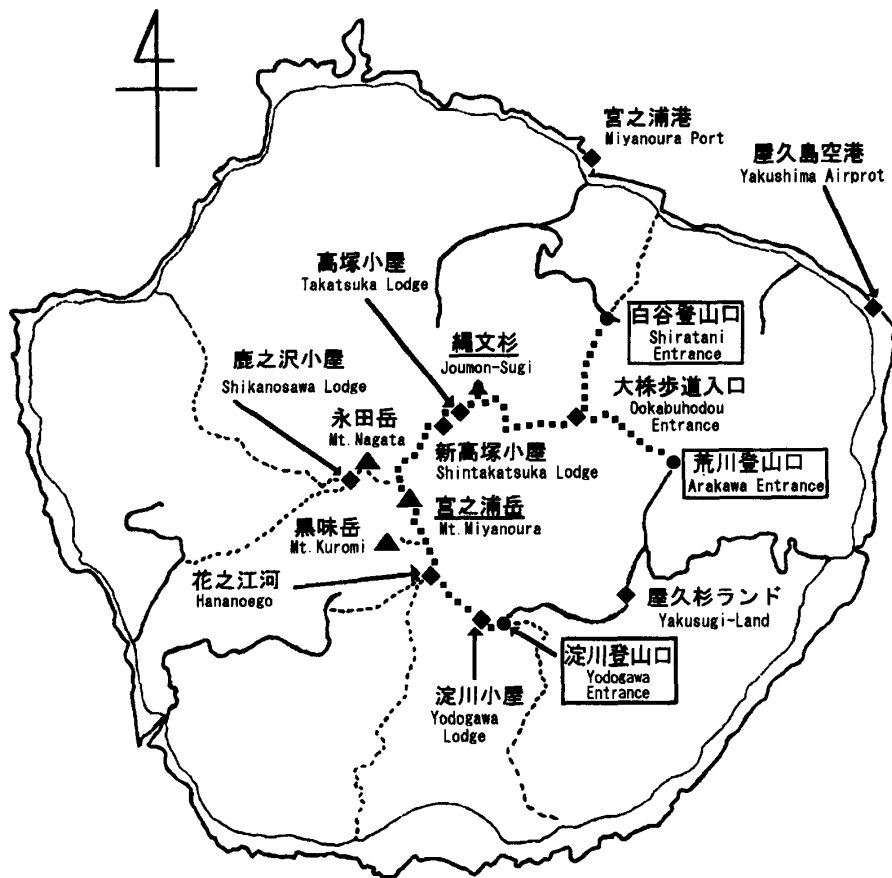 宮之浦港
Miyanoura Port
屋久島空港
Yakushima Airprot
高塚小屋
Takatsuka Lodge
白谷登山口
Shiratani
Entrance
縄文杉
Joumon-Sugi
鹿之沢小屋
Shikanosawa Lodge
大株歩道入口
Ookabuhodou
Entrance
永田岳
Mt. Nagata
新高塚小屋
Shintakatsuka Lodge
荒川登山口
Arakawa Entrance
宮之浦岳
Mt. Miyanoura
黒味岳
Mt. Kuromi
花之江河
Hananoego
屋久杉ランド
Yakusugi-Land
淀川登山口
Yodogawa
Entrance
淀川小屋
Yodogawa
Lodge